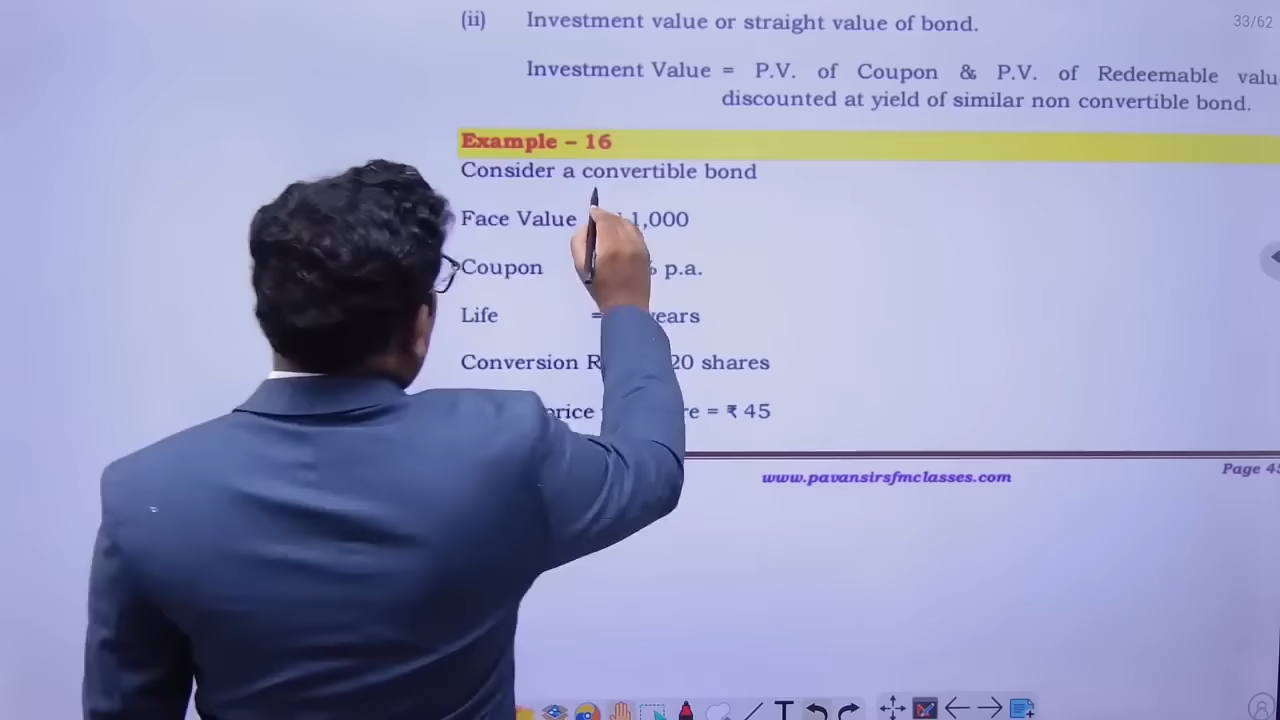 (ii) Investment value or straight value of bond.
33/62
Investment Value = P.V. of Coupon & P.V. of Redeemable valu
discounted at yield of similar non convertible bond.
Example – 16
Consider a convertible bond
Face Value 1,000
Coupon % p.a.
Life = years
Conversion R 20 shares
price re = ₹ 45
www.pavansirsfmclasses.com
Page 45
T